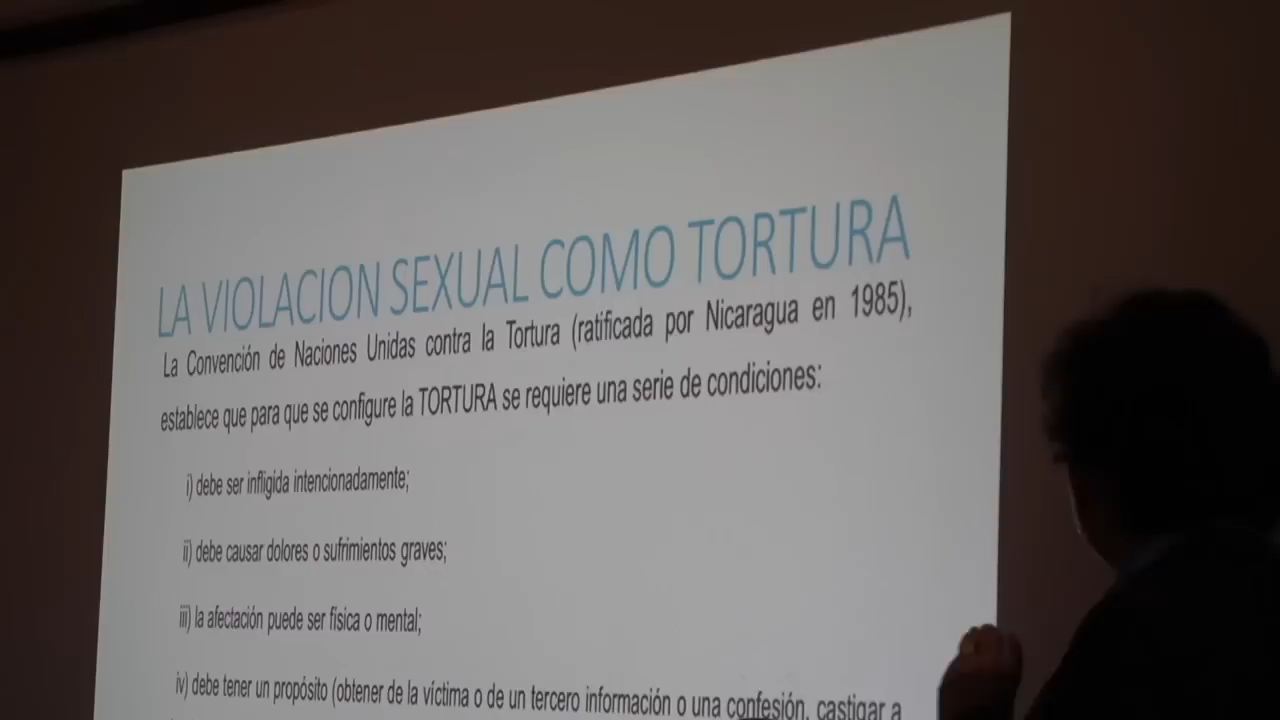 LA VIOLACION SEXUAL COMO TORTURA
La Convención de Naciones Unidas contra la Tortura (ratificada por Nicaragua en 1985),
establece que para que se configure la TORTURA se requiere una serie de condiciones:
i) debe ser infligida intencionadamente;
ii) debe causar dolores o sufrimientos graves;
iii) la afectación puede ser física o mental;
iv) debe tener un propósito (obtener de la víctima o de un tercero información o una confesión, castigar a